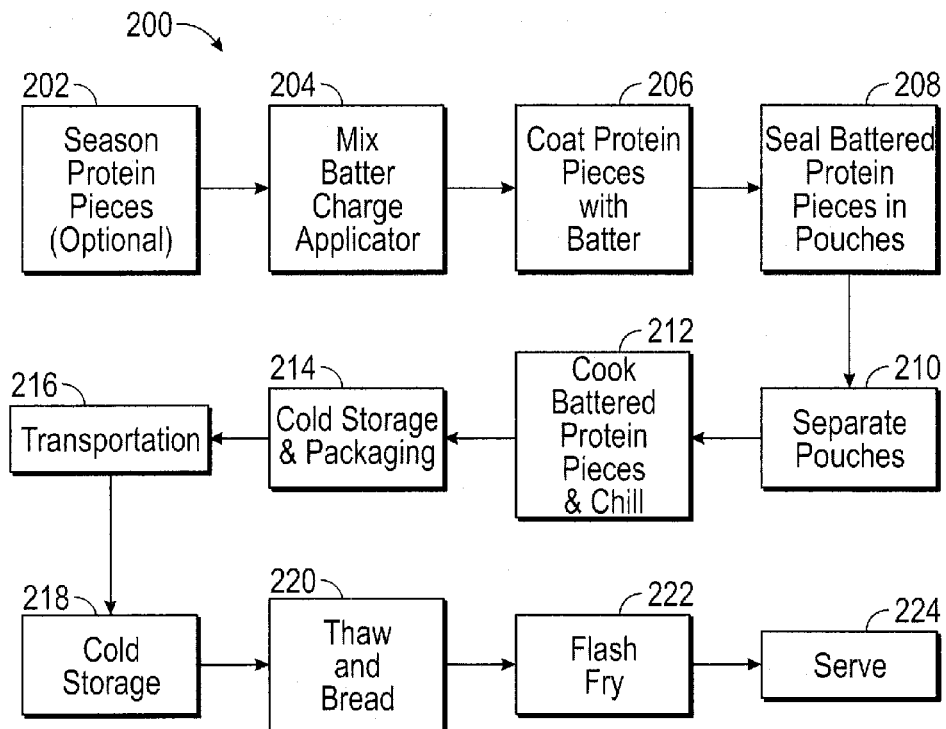 200
202
Season
Protein
Pieces
(Optional)
204
Mix
Batter
Charge
Applicator
206
Coat Protein
Pieces
with
Batter
208
Seal Battered
Protein
Pieces in
Pouches
210
Separate
Pouches
212
Cook
Battered
Protein
Pieces
& Chill
214
Cold Storage
& Packaging
216
Transportation
218
Cold
Storage
220
Thaw
and
Bread
222
Flash
Fry
224
Serve